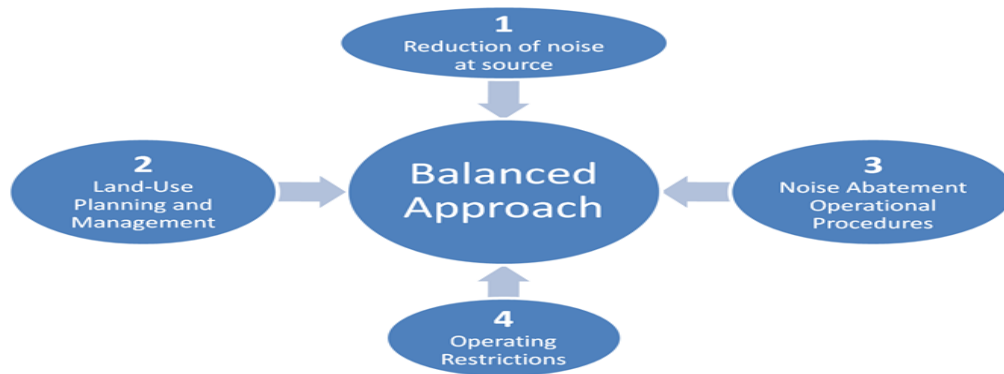 1
Reduction of noise
at source
2
Land-Use
Planning and
Management
Balanced
Approach
3
Noise Abatement
Operational
Procedures
4
Operating
Restrictions